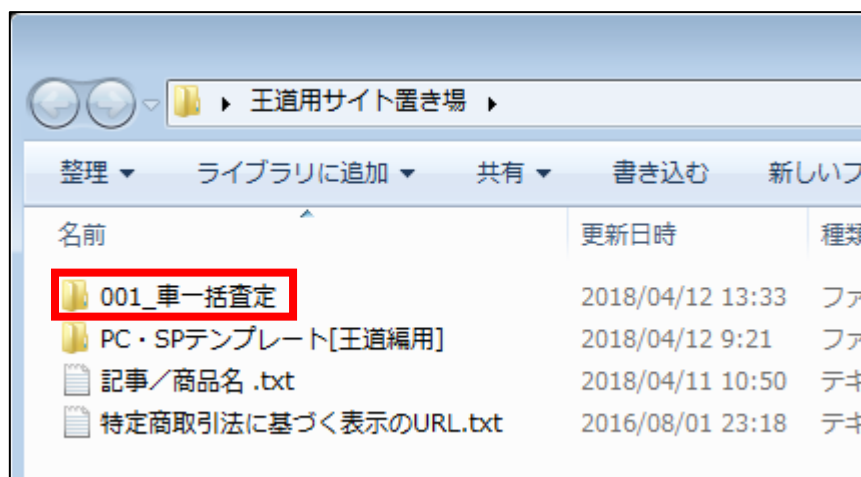 王道用サイト置き場
整理 ライブラリに追加 共有 書き込む 新しいフ
名前 更新日時 種類
001_車一括査定 2018/04/12 13:33 ファ
PC・SPテンプレート[王道編用] 2018/04/12 9:21 ファ
記事／商品名 .txt 2018/04/11 10:50 テキ
特定商取引法に基づく表示のURL.txt 2016/08/01 23:18 テキ